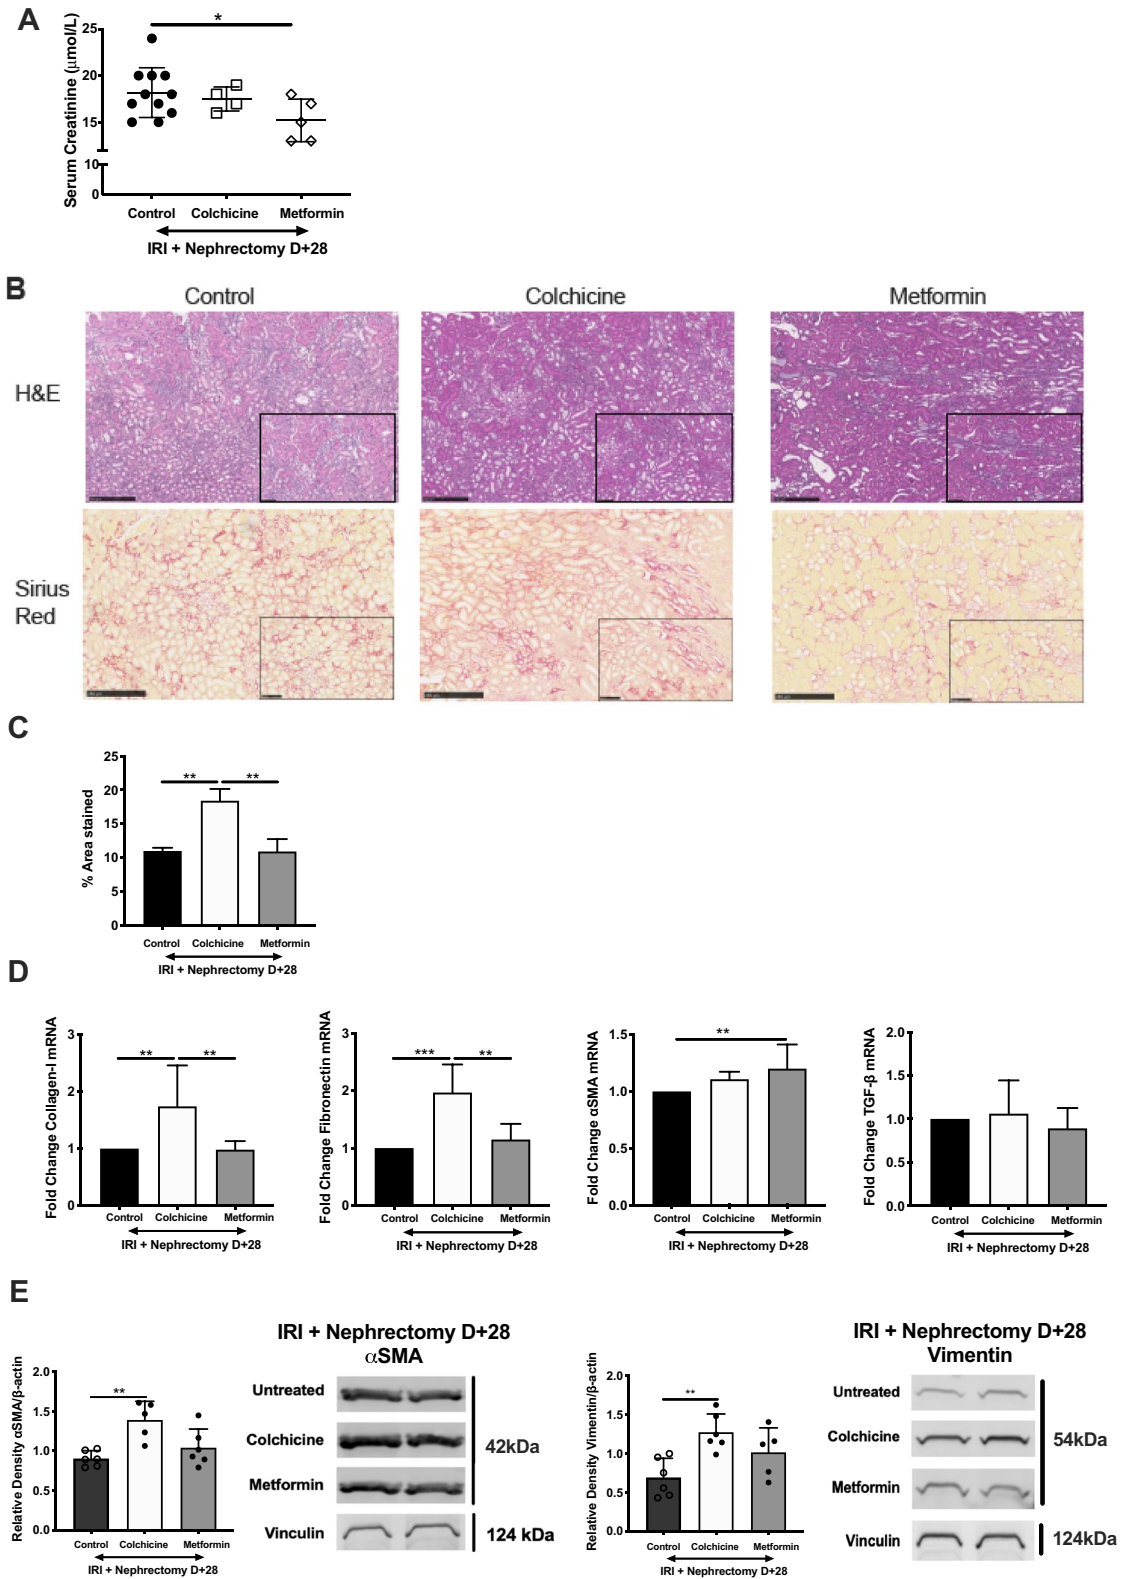 A
Serum Creatinine (μmol/L)
25
20
15
10
0
*
Control Colchicine Metformin
IRI + Nephrectomy D+28
B
Control Colchicine Metformin
H&E
Sirius
Red
C
% Area stained
25
20
15
10
5
0
** **
Control Colchicine Metformin
IRI + Nephrectomy D+28
D
Fold Change Collagen-I mRNA
3
2
1
0
** **
Control Colchicine Metformin
IRI + Nephrectomy D+28
Fold Change Fibronectin mRNA
3
2
1
0
*** **
Control Colchicine Metformin
IRI + Nephrectomy D+28
Fold Change αSMA mRNA
1.5
1.0
0.5
0.0
**
Control Colchicine Metformin
IRI + Nephrectomy D+28
Fold Change TGF-β mRNA
2.0
1.5
1.0
0.5
0.0
Control Colchicine Metformin
IRI + Nephrectomy D+28
E
Relative Density αSMA/β-actin
2.0
1.5
1.0
0.5
0.0
**
Control Colchicine Metformin
IRI + Nephrectomy D+28
IRI + Nephrectomy D+28
αSMA
Untreated
Colchicine
42kDa
Metformin
Vinculin
124 kDa
Relative Density Vimentin/β-actin
2.0
1.5
1.0
0.5
0.0
**
Control Colchicine Metformin
IRI + Nephrectomy D+28
IRI + Nephrectomy D+28
Vimentin
Untreated
Colchicine
54kDa
Metformin
Vinculin
124kDa